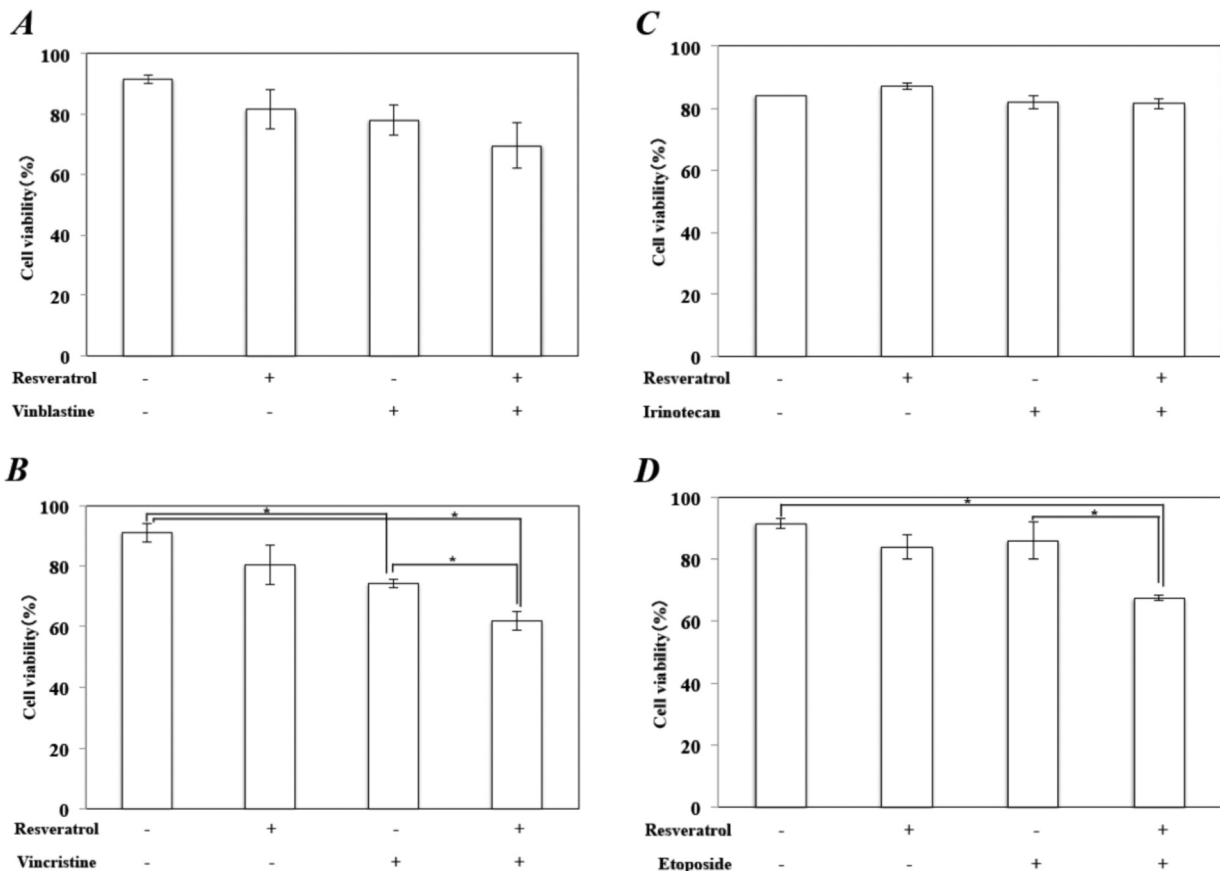 A
Cell viability(%)
100
80
60
40
20
0
Resveratrol - + - +
Vinblastine - - + +
B
Cell viability(%)
100
80
60
40
20
0
* *
*
Resveratrol - + - +
Vincristine - - + +
C
Cell viability(%)
100
80
60
40
20
0
Resveratrol - + - +
Irinotecan - - + +
D
Cell viability(%)
100
80
60
40
20
0
*
*
Resveratrol - + - +
Etoposide - - + +